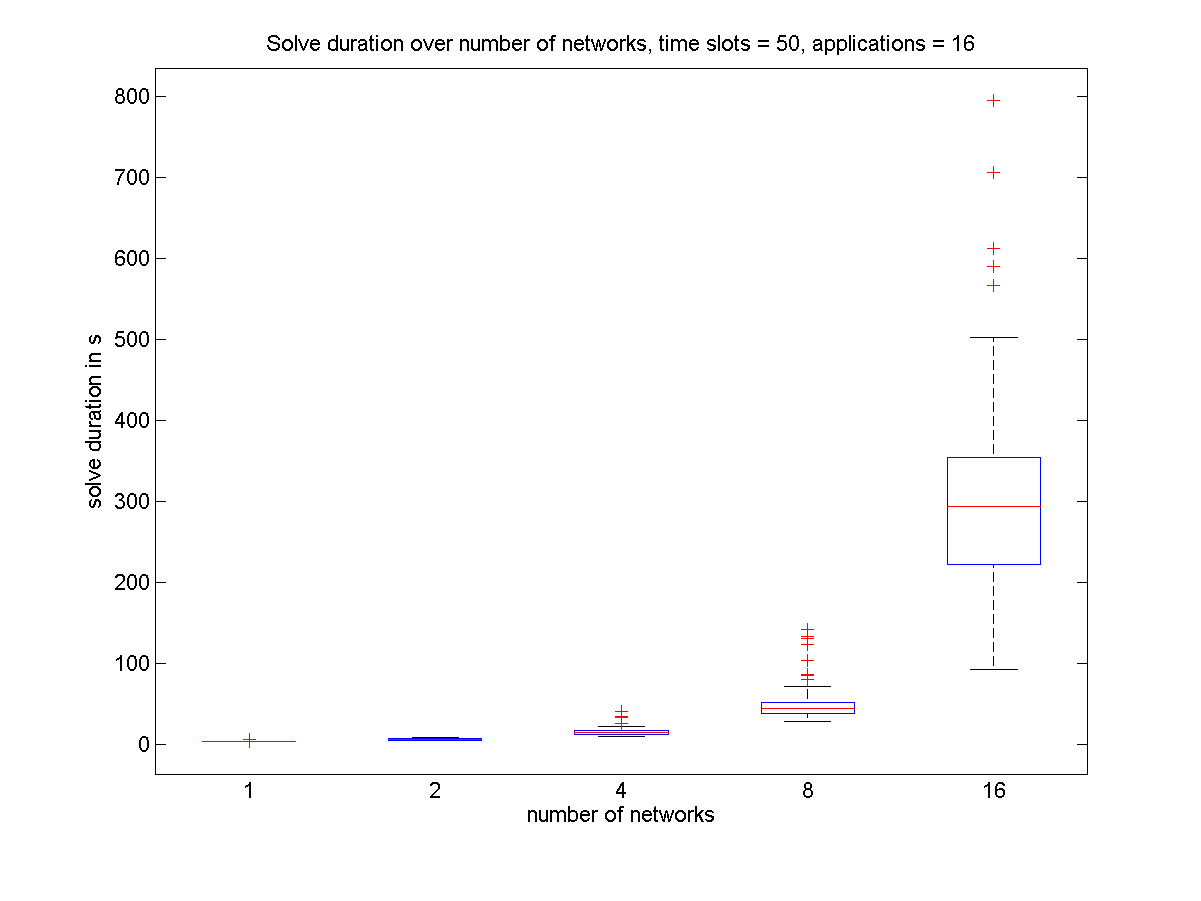 Solve duration over number of networks, time slots = 50, applications = 16
800
700
600
500
400
300
200
100
0
solve duration in s
1 2 4 8 16
number of networks